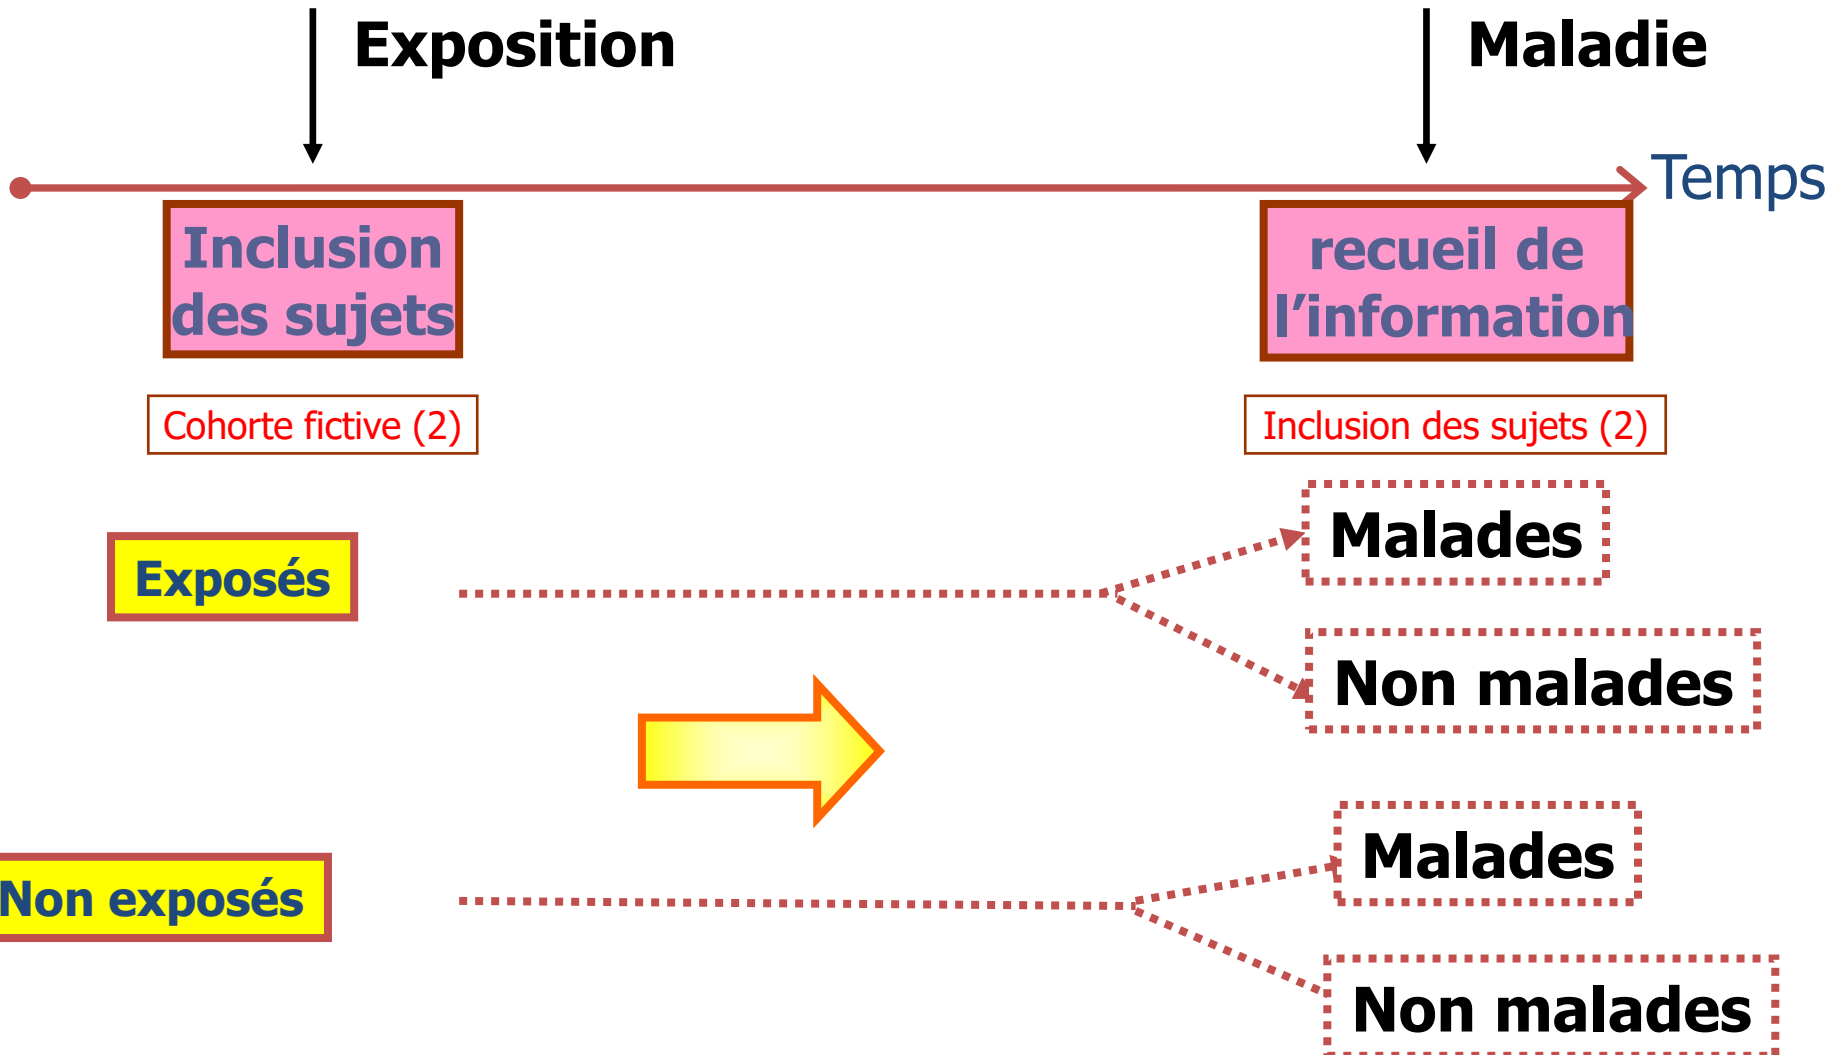 Exposition
Maladie
Temps
Inclusion
des sujets
recueil de
l’information
Cohorte fictive (2)
Inclusion des sujets (2)
Malades
Exposés
Non malades
Malades
Non exposés
Non malades